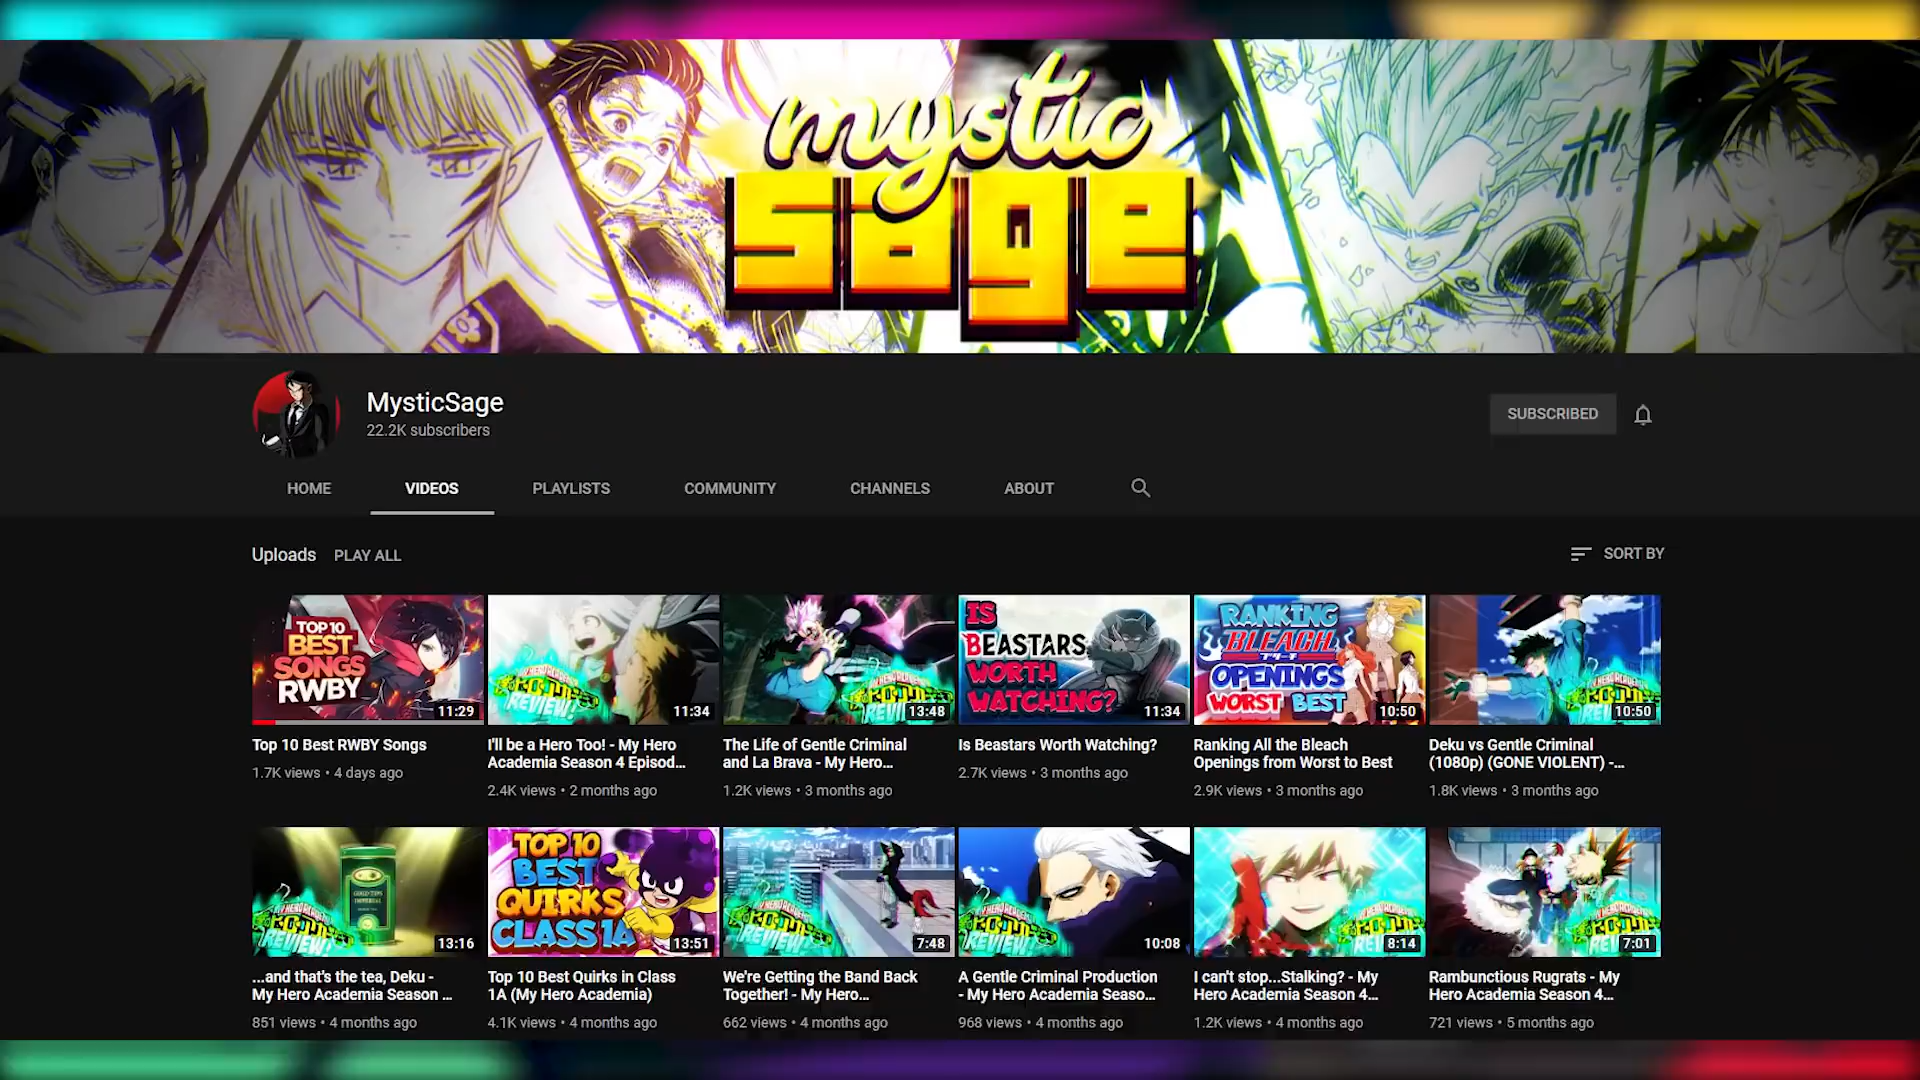 mystic
sage
MysticSage
22.2K subscribers
SUBSCRIBED
HOME
VIDEOS
PLAYLISTS
COMMUNITY
CHANNELS
ABOUT
Uploads
PLAY ALL
SORT BY
TOP 10
BEST
SONGS
RWBY
11:29
REVIEW!
11:34
13:48
IS
BEASTARS
WORTH
WATCHING?
11:34
RANKING
BLEACH
OPENINGS
WORST BEST
10:50
10:50
Top 10 Best RWBY Songs
1.7K views • 4 days ago
I'll be a Hero Too! - My Hero
Academia Season 4 Episod...
2.4K views • 2 months ago
The Life of Gentle Criminal
and La Brava - My Hero...
1.2K views • 3 months ago
Is Beastars Worth Watching?
2.7K views • 3 months ago
Ranking All the Bleach
Openings from Worst to Best
2.9K views • 3 months ago
Deku vs Gentle Criminal
(1080p) (GONE VIOLENT) -...
1.8K views • 3 months ago
GOLD TIPS
IMPERIAL
REVIEW!
13:16
TOP 10
BEST
QUIRKS
CLASS 1A
13:51
REVIEW!
7:48
REVIEW!
10:08
8:14
7:01
...and that's the tea, Deku -
My Hero Academia Season ...
851 views • 4 months ago
Top 10 Best Quirks in Class
1A (My Hero Academia)
4.1K views • 4 months ago
We're Getting the Band Back
Together! - My Hero...
662 views • 4 months ago
A Gentle Criminal Production
- My Hero Academia Seaso...
968 views • 4 months ago
I can't stop...Stalking? - My
Hero Academia Season 4...
1.2K views • 4 months ago
Rambunctious Rugrats - My
Hero Academia Season 4...
721 views • 5 months ago